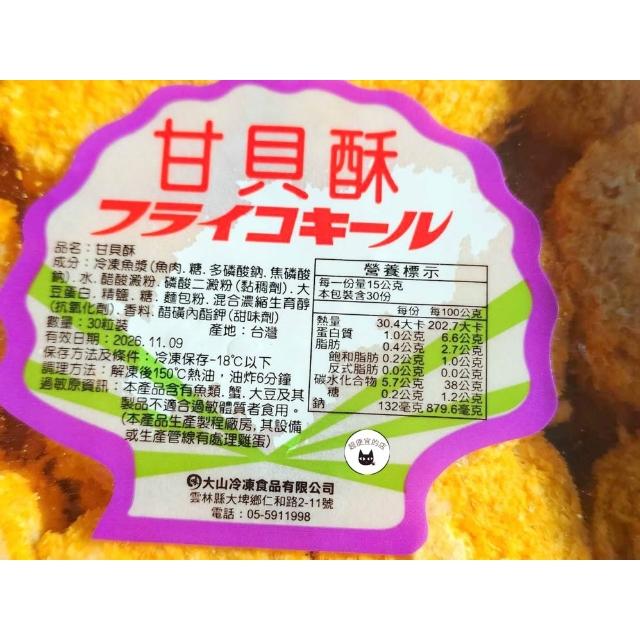 甘貝酥
フライコキール
品名：甘貝酥
成分：冷凍魚漿(魚肉.糖.多磷酸鈉.焦磷酸
鈉).水.醋酸澱粉.磷酸二澱粉(黏稠劑).大
豆蛋白.精鹽.糖.麵包粉.混合濃縮生育醇
(抗氧化劑).香料.醋磺內酯鉀(甜味劑)
數量：30粒裝 產地：台灣
有效日期：2026.11.09
保存方法及條件：冷凍保存-18℃以下
調理方法：解凍後150℃熱油，油炸6分鐘
過敏原資訊：本產品含有魚類.蟹.大豆及其
製品不適合過敏體質者食用。
(本產品生產製程廠房,其設備
或生產管線有處理雞蛋)
營養標示
每一份量15公克
本包裝含30份
每份 每100公克
熱量 30.4大卡 202.7大卡
蛋白質 1.0公克 6.6公克
脂肪 0.4公克 2.7公克
飽和脂肪 0.2公克 1.0公克
反式脂肪 0.0公克 0.0公克
碳水化合物 5.7公克 38公克
糖 0.2公克 1.2公克
鈉 132毫克 879.6毫克
超便宜的店
大山冷凍食品有限公司
雲林縣大埤鄉仁和路2-11號
電話：05-5911998